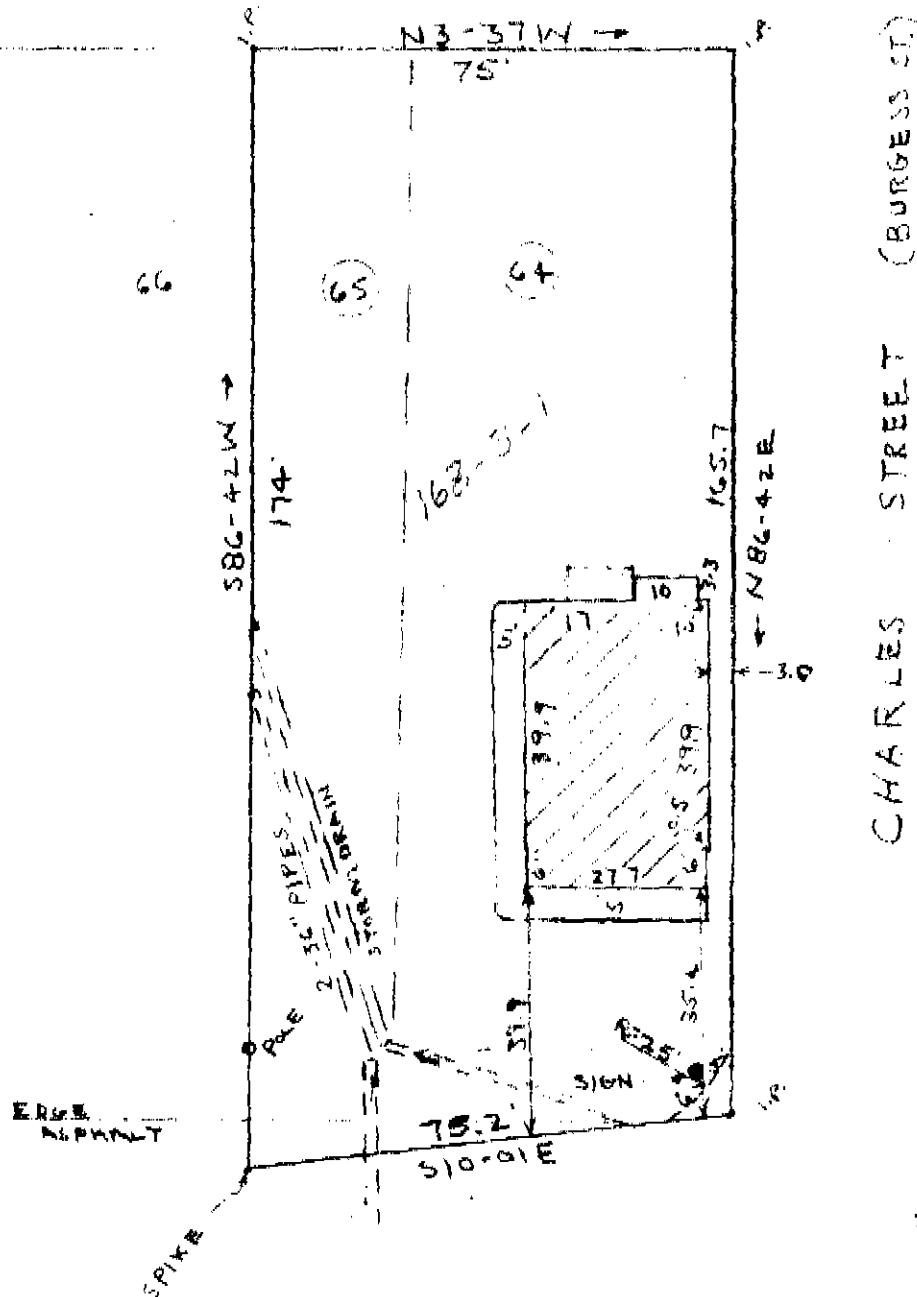 I.P.
N3-37W →
75'
(BURGESS ST.)
66
65
64
S86-42W →
174'
168-3-1
165.7
← N86-42E
CHARLES STREET
3.3
10
17
3.0
39.9
39.9
0.5
27.7
5
2-36" PIPES
STORM DRAIN
35.4
POLE
25'
SIGN
I.P.
EDGE
ASPHALT
75.2'
S10-01E
SPIKE